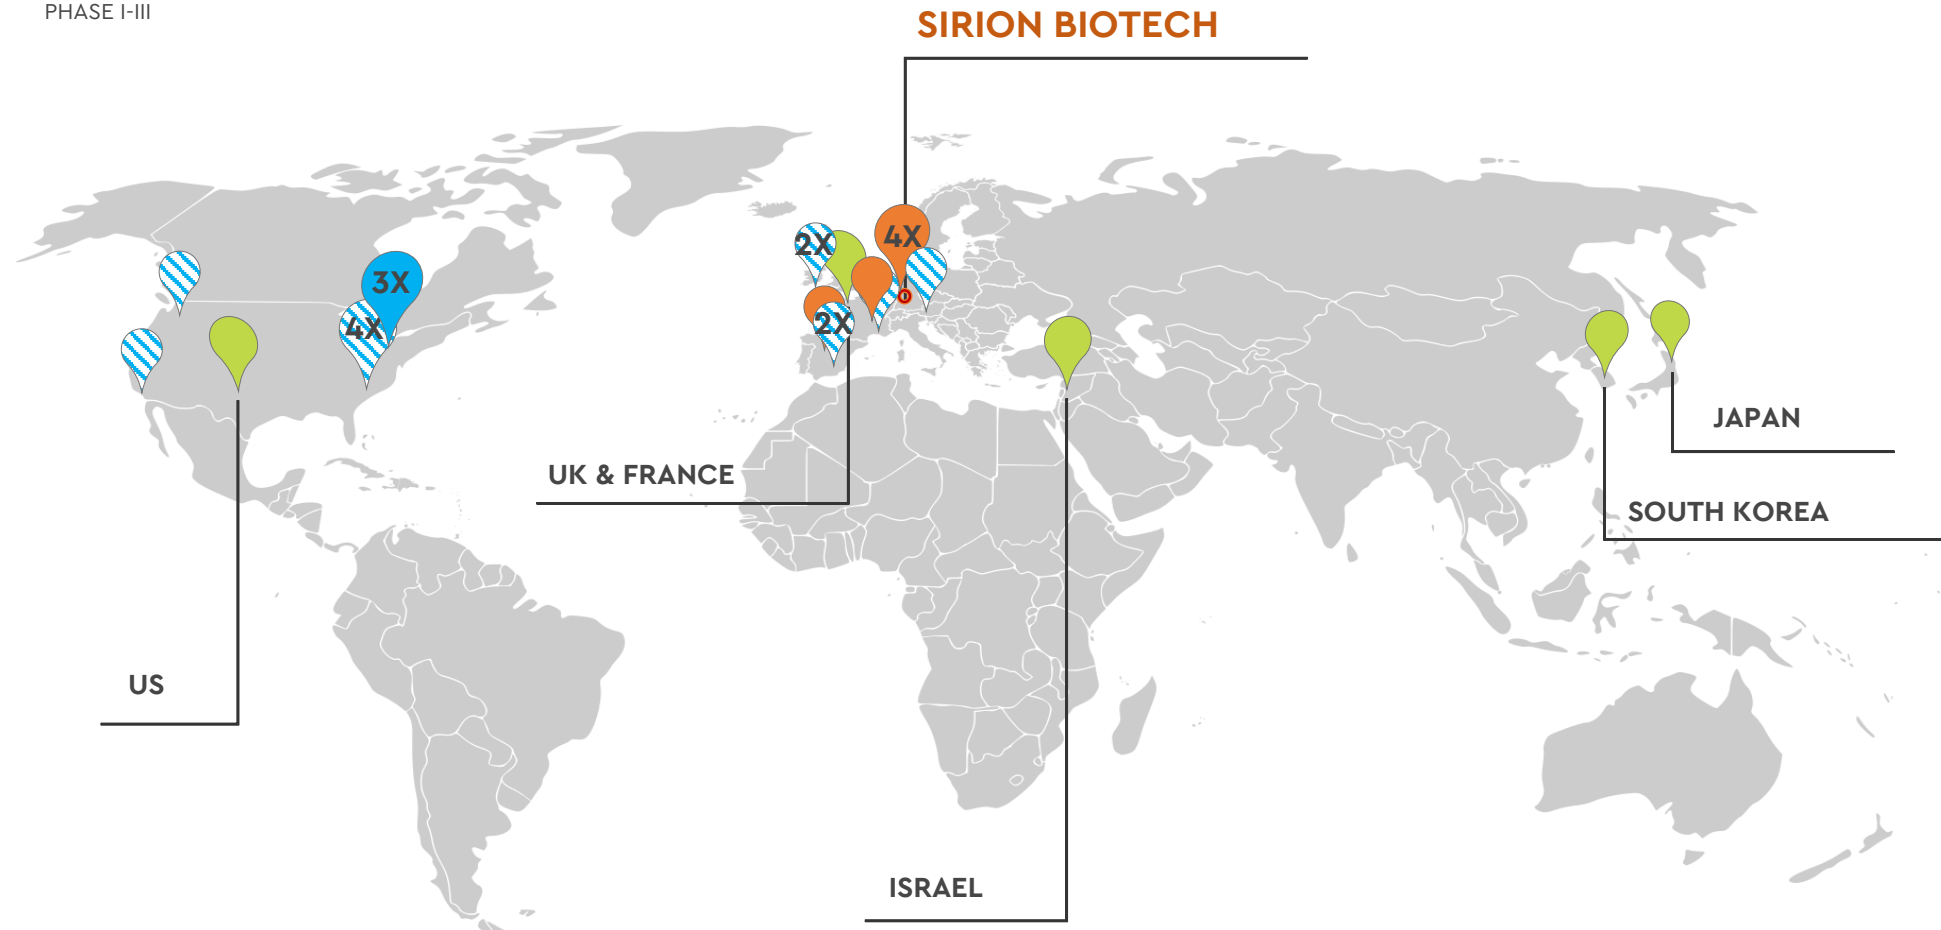 PHASE I-III
SIRION BIOTECH
2X
4X
3X
4X
2X
JAPAN
UK & FRANCE
SOUTH KOREA
US
ISRAEL